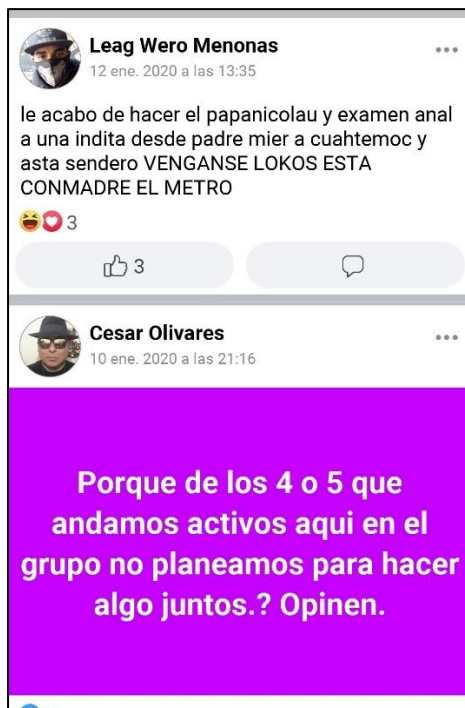 Leag Wero Menonas
12 ene. 2020 a las 13:35
le acabo de hacer el papanicolau y examen anal
a una indita desde padre mier a cuahtemoc y
asta sendero VENGANSE LOKOS ESTA
CONMADRE EL METRO
3
3
Cesar Olivares
10 ene. 2020 a las 21:16
Porque de los 4 o 5 que
andamos activos aqui en el
grupo no planeamos para hacer
algo juntos.? Opinen.